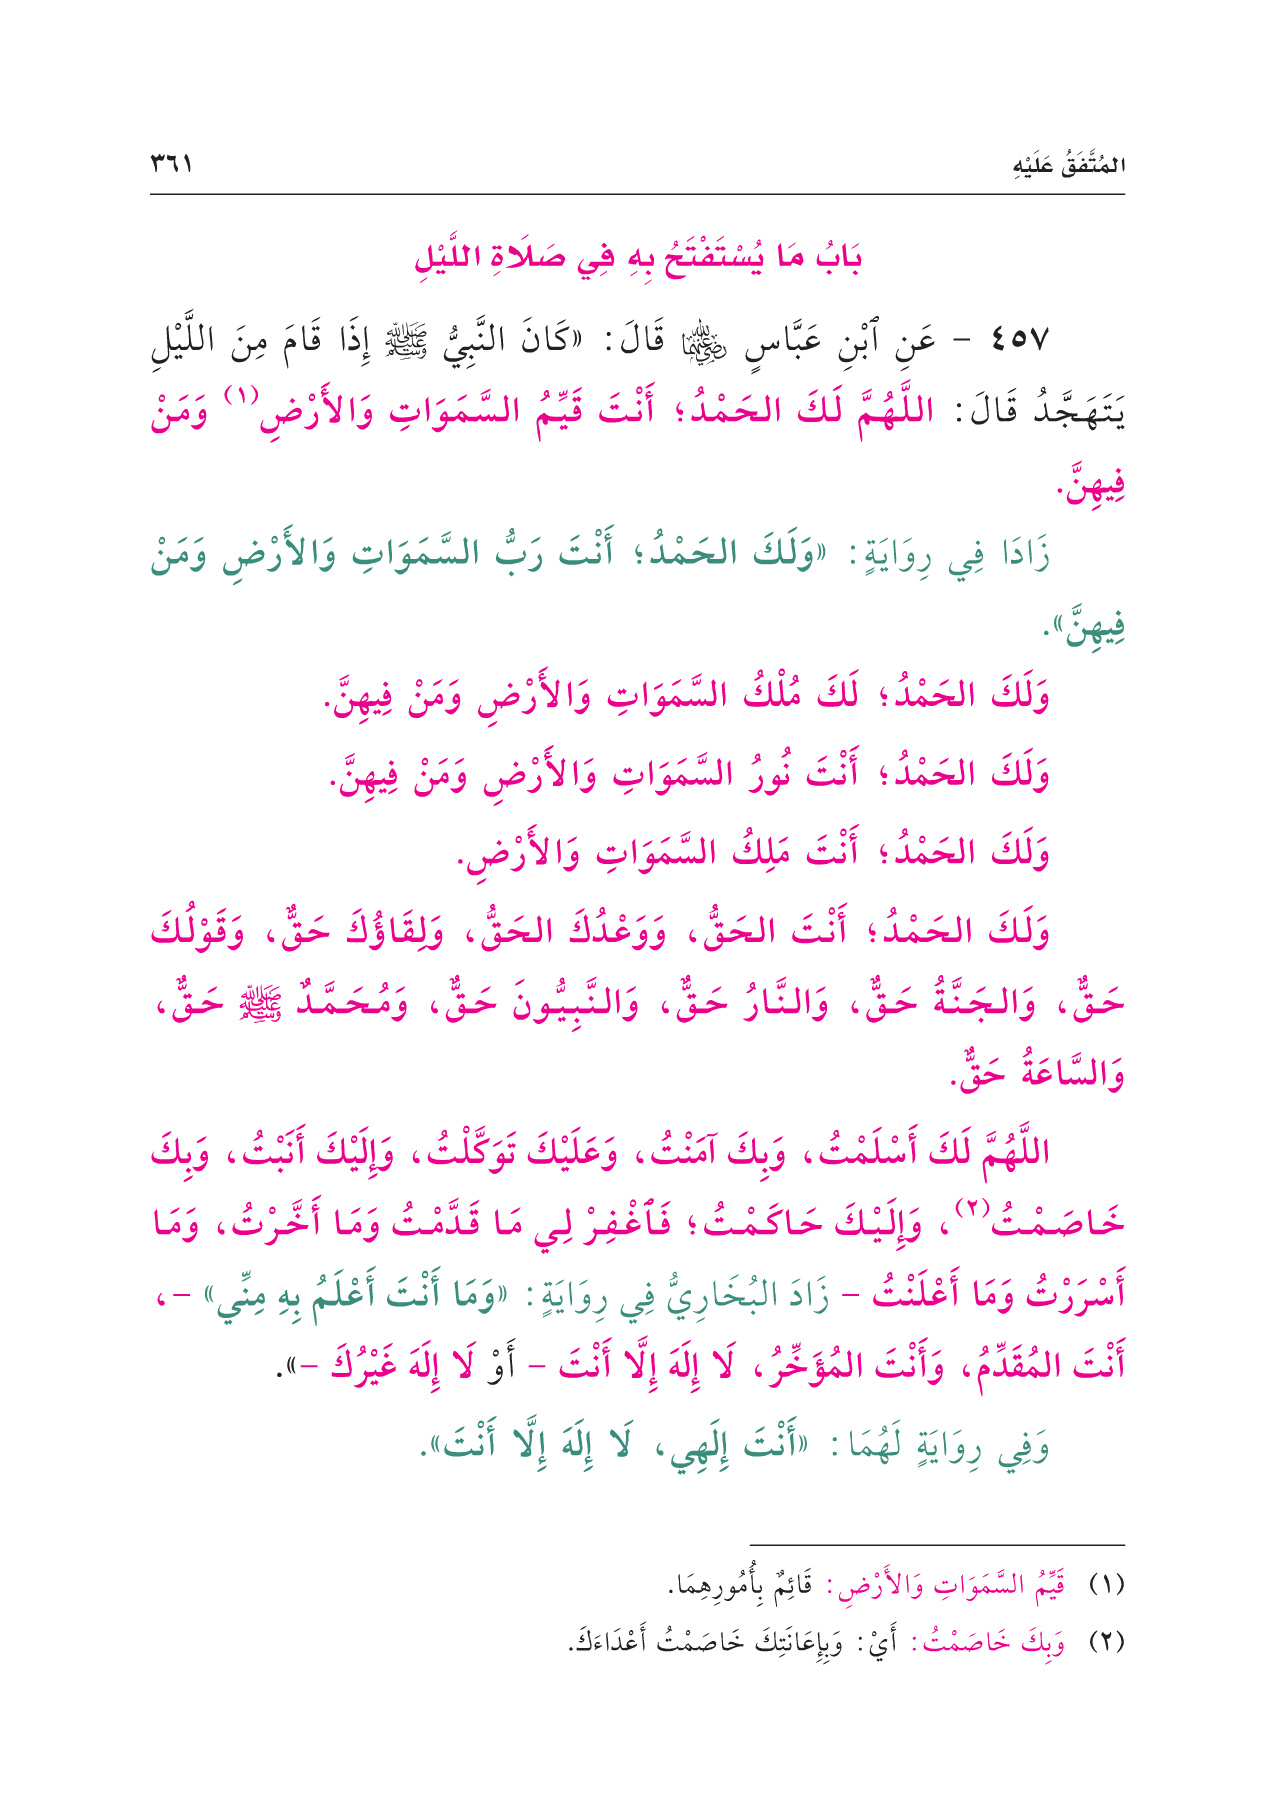 المُتَّفَقُ عَلَيْهِ
٣٦١
بَابُ مَا يُسْتَفْتَحُ بِهِ فِي صَلَاةِ اللَّيْلِ
٤٥٧ – عَنِ ٱبْنِ عَبَّاسٍ رَضِيَ اللهُ عَنْهُمَا قَالَ: «كَانَ النَّبِيُّ ﷺ إِذَا قَامَ مِنَ اللَّيْلِ
يَتَهَجَّدُ قَالَ: اللَّهُمَّ لَكَ الحَمْدُ؛ أَنْتَ قَيِّمُ السَّمَوَاتِ وَالأَرْضِ(١) وَمَنْ
فِيهِنَّ.
زَادَا فِي رِوَايَةٍ: «وَلَكَ الحَمْدُ؛ أَنْتَ رَبُّ السَّمَوَاتِ وَالأَرْضِ وَمَنْ
فِيهِنَّ».
وَلَكَ الحَمْدُ؛ لَكَ مُلْكُ السَّمَوَاتِ وَالأَرْضِ وَمَنْ فِيهِنَّ.
وَلَكَ الحَمْدُ؛ أَنْتَ نُورُ السَّمَوَاتِ وَالأَرْضِ وَمَنْ فِيهِنَّ.
وَلَكَ الحَمْدُ؛ أَنْتَ مَلِكُ السَّمَوَاتِ وَالأَرْضِ.
وَلَكَ الحَمْدُ؛ أَنْتَ الحَقُّ، وَوَعْدُكَ الحَقُّ، وَلِقَاؤُكَ حَقٌّ، وَقَوْلُكَ
حَقٌّ، وَالجَنَّةُ حَقٌّ، وَالنَّارُ حَقٌّ، وَالنَّبِيُّونَ حَقٌّ، وَمُحَمَّدٌ ﷺ حَقٌّ،
وَالسَّاعَةُ حَقٌّ.
اللَّهُمَّ لَكَ أَسْلَمْتُ، وَبِكَ آمَنْتُ، وَعَلَيْكَ تَوَكَّلْتُ، وَإِلَيْكَ أَنَبْتُ، وَبِكَ
خَاصَمْتُ(٢)، وَإِلَيْكَ حَاكَمْتُ؛ فَٱغْفِرْ لِي مَا قَدَّمْتُ وَمَا أَخَّرْتُ، وَمَا
أَسْرَرْتُ وَمَا أَعْلَنْتُ – زَادَ البُخَارِيُّ فِي رِوَايَةٍ: «وَمَا أَنْتَ أَعْلَمُ بِهِ مِنِّي» –،
أَنْتَ المُقَدِّمُ، وَأَنْتَ المُؤَخِّرُ، لَا إِلَهَ إِلَّا أَنْتَ – أَوْ لَا إِلَهَ غَيْرُكَ –».
وَفِي رِوَايَةٍ لَهُمَا: «أَنْتَ إِلَهِي، لَا إِلَهَ إِلَّا أَنْتَ».
(١) قَيِّمُ السَّمَوَاتِ وَالأَرْضِ: قَائِمٌ بِأُمُورِهِمَا.
(٢) وَبِكَ خَاصَمْتُ: أَيْ: وَبِإِعَانَتِكَ خَاصَمْتُ أَعْدَاءَكَ.